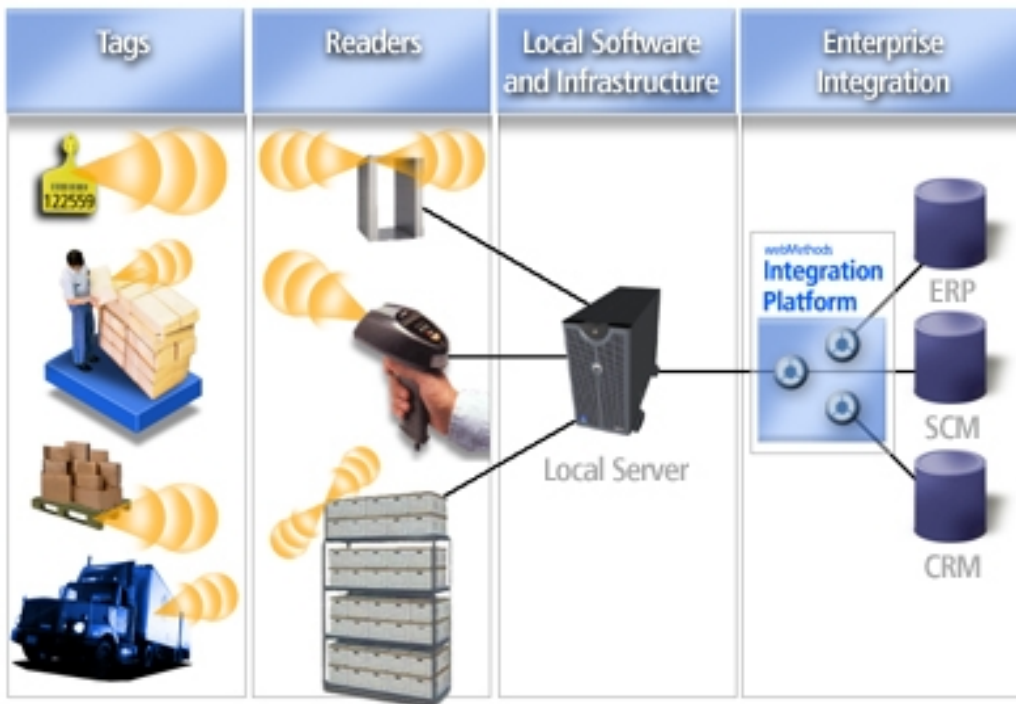 Tags
Readers
Local Software
and Infrastructure
Enterprise
Integration
122559
webMethods
Integration
Platform
ERP
SCM
CRM
Local Server